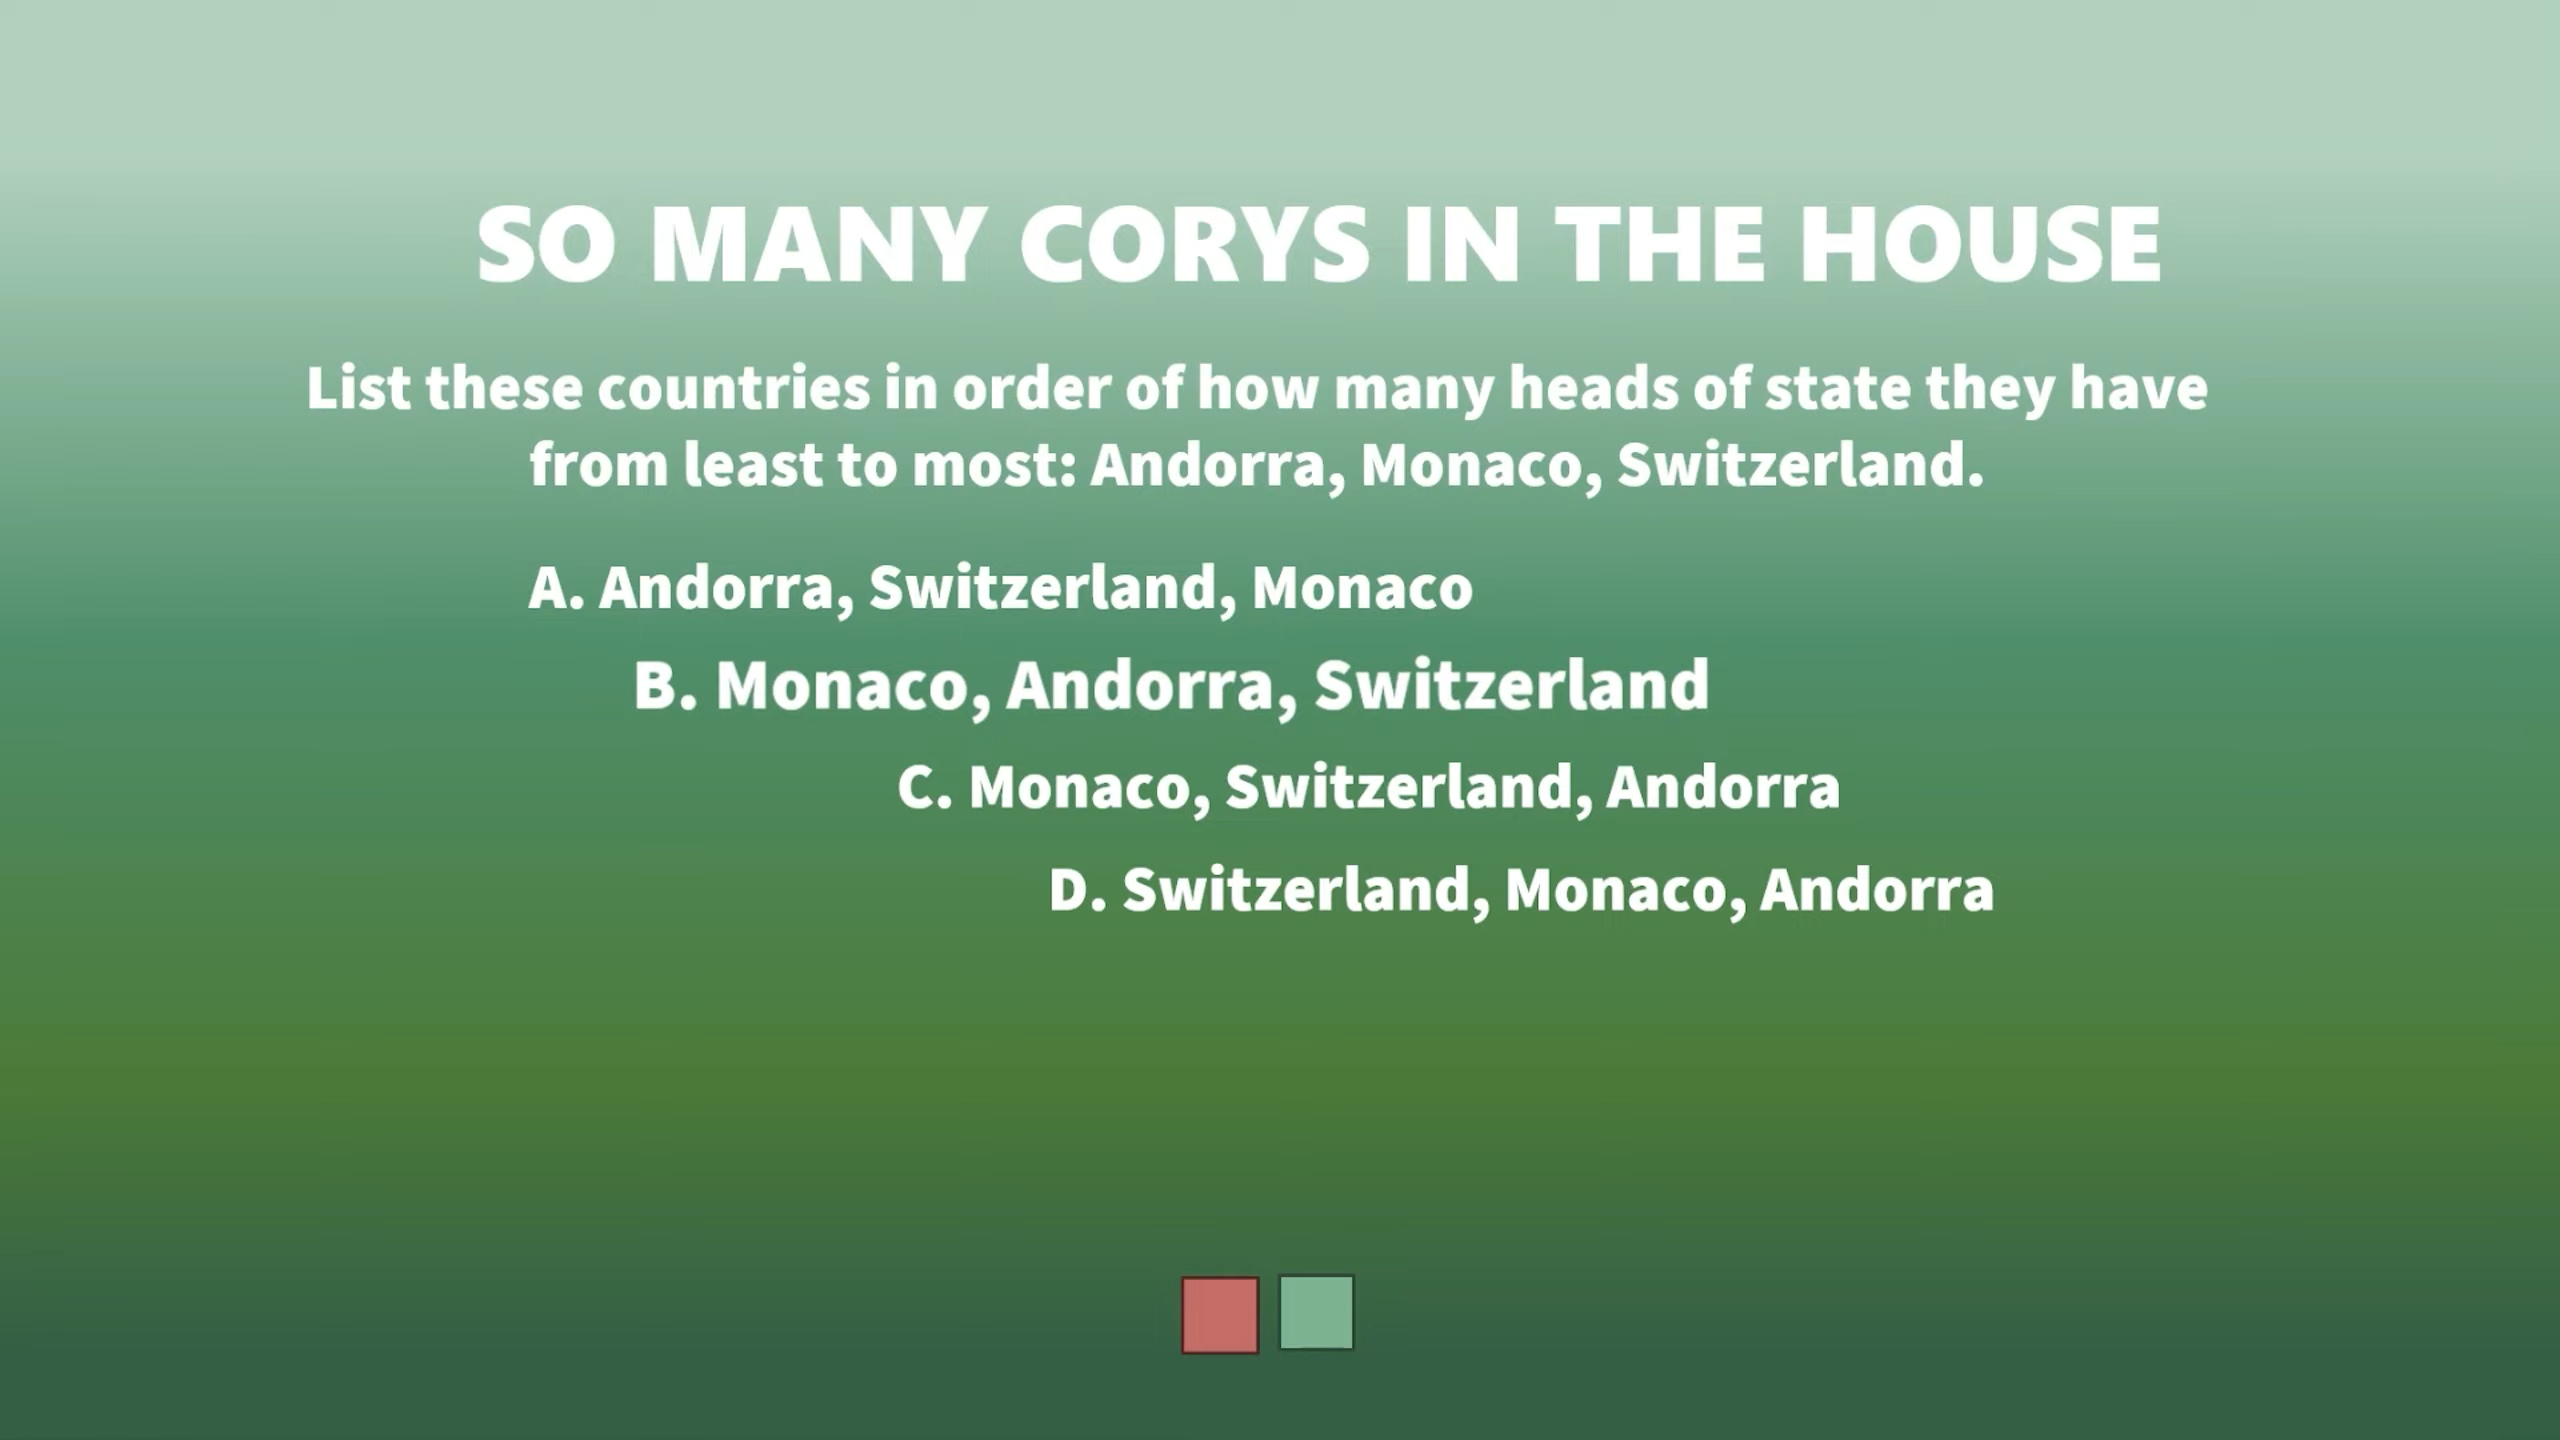 SO MANY CORYS IN THE HOUSE
List these countries in order of how many heads of state they have
from least to most: Andorra, Monaco, Switzerland.
A. Andorra, Switzerland, Monaco
B. Monaco, Andorra, Switzerland
C. Monaco, Switzerland, Andorra
D. Switzerland, Monaco, Andorra